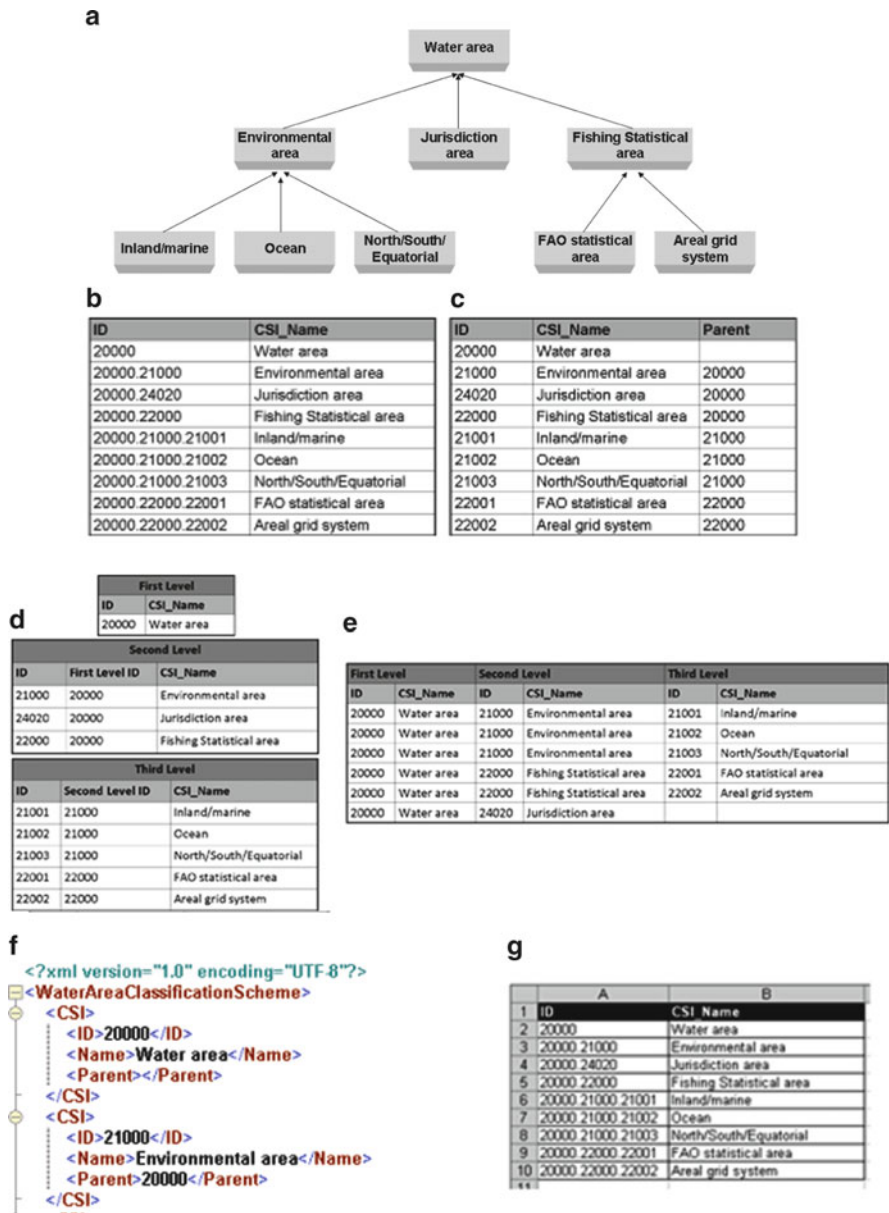 a
Water area
Environmental area
Jurisdiction area
Fishing Statistical area
Inland/marine
Ocean
North/South/Equatorial
FAO statistical area
Areal grid system
b
ID CSI_Name
20000 Water area
20000.21000 Environmental area
20000.24020 Jurisdiction area
20000.22000 Fishing Statistical area
20000.21000.21001 Inland/marine
20000.21000.21002 Ocean
20000.21000.21003 North/South/Equatorial
20000.22000.22001 FAO statistical area
20000.22000.22002 Areal grid system
c
ID CSI_Name Parent
20000 Water area
21000 Environmental area 20000
24020 Jurisdiction area 20000
22000 Fishing Statistical area 20000
21001 Inland/marine 21000
21002 Ocean 21000
21003 North/South/Equatorial 21000
22001 FAO statistical area 22000
22002 Areal grid system 22000
d
First Level
ID CSI_Name
20000 Water area
Second Level
ID First Level ID CSI_Name
21000 20000 Environmental area
24020 20000 Jurisdiction area
22000 20000 Fishing Statistical area
Third Level
ID Second Level ID CSI_Name
21001 21000 Inland/marine
21002 21000 Ocean
21003 21000 North/South/Equatorial
22001 22000 FAO statistical area
22002 22000 Areal grid system
e
First Level Second Level Third Level
ID CSI_Name ID CSI_Name ID CSI_Name
20000 Water area 21000 Environmental area 21001 Inland/marine
20000 Water area 21000 Environmental area 21002 Ocean
20000 Water area 21000 Environmental area 21003 North/South/Equatorial
20000 Water area 22000 Fishing Statistical area 22001 FAO statistical area
20000 Water area 22000 Fishing Statistical area 22002 Areal grid system
20000 Water area 24020 Jurisdiction area
f
<?xml version="1.0" encoding="UTF-8"?>
<WaterAreaClassificationScheme>
<CSI>
<ID>20000</ID>
<Name>Water area</Name>
<Parent></Parent>
</CSI>
<CSI>
<ID>21000</ID>
<Name>Environmental area</Name>
<Parent>20000</Parent>
</CSI>
g
A B
1 ID CSI_Name
2 20000 Water area
3 20000.21000 Environmental area
4 20000.24020 Jurisdiction area
5 20000.22000 Fishing Statistical area
6 20000.21000.21001 Inland/marine
7 20000.21000.21002 Ocean
8 20000.21000.21003 North/South/Equatorial
9 20000.22000.22001 FAO statistical area
10 20000.22000.22002 Areal grid system